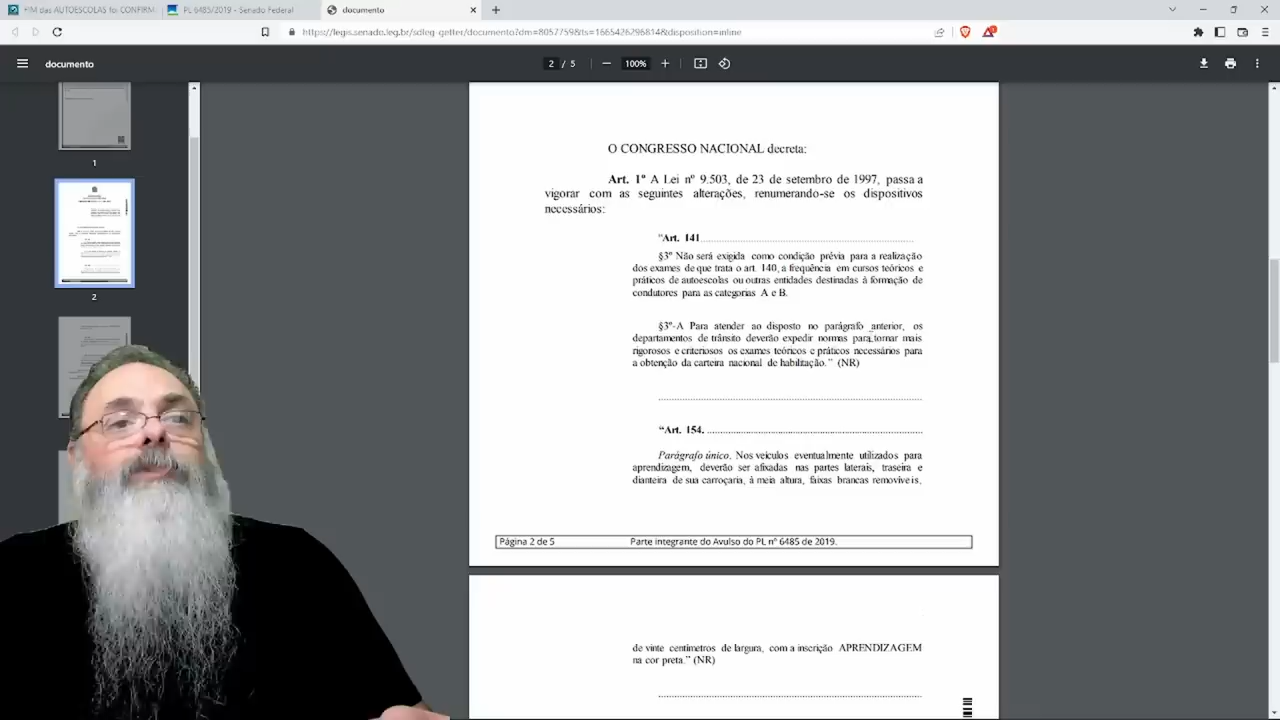 FIM das AUTOESCOLAS foi CONFIRM
PL 6485/2019 - Senado Federal
documento
https://legis.senado.leg.br/sdleg-getter/documento?dm=8057759&ts=1665426296814&disposition=inline
documento
2 / 5
100%
1
2
O CONGRESSO NACIONAL decreta:
Art. 1º A Lei nº 9.503, de 23 de setembro de 1997, passa a
vigorar com as seguintes alterações, renumerando-se os dispositivos
necessários:
"Art. 141
§3º Não será exigida como condição prévia para a realização
dos exames de que trata o art. 140, a frequência em cursos teóricos e
práticos de autoescolas ou outras entidades destinadas à formação de
condutores para as categorias A e B.
§3º-A Para atender ao disposto no parágrafo anterior, os
departamentos de trânsito deverão expedir normas para tornar mais
rigorosos e criteriosos os exames teóricos e práticos necessários para
a obtenção da carteira nacional de habilitação." (NR)
"Art. 154.
Parágrafo único. Nos veículos eventualmente utilizados para
aprendizagem, deverão ser afixadas nas partes laterais, traseira e
dianteira de sua carroçaria, à meia altura, faixas brancas removíveis,
Página 2 de 5
Parte integrante do Avulso do PL nº 6485 de 2019.
de vinte centímetros de largura, com a inscrição APRENDIZAGEM
na cor preta." (NR)